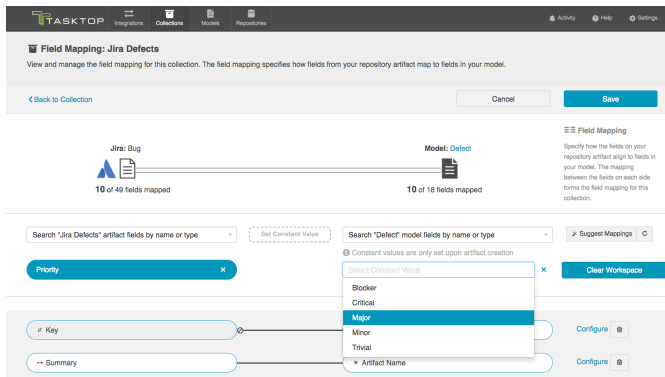 TASKTOP
Integrations
Collections
Models
Repositories
Activity
Help
Settings
Field Mapping: Jira Defects
View and manage the field mapping for this collection. The field mapping specifies how fields from your repository artifact map to fields in your model.
Back to Collection
Cancel
Save
Jira: Bug
Model: Defect
10 of 49 fields mapped
10 of 18 fields mapped
Field Mapping
Specify how the fields on your
repository artifact align to fields in
your model. The mapping
between the fields on each side
forms the field mapping for this
collection.
Search "Jira Defects" artifact fields by name or type
Set Constant Value
Search "Defect" model fields by name or type
Suggest Mappings
Constant values are only set upon artifact creation
Priority
Select Constant Value
Clear Workspace
Blocker
Critical
Major
Minor
Trivial
Key
Configure
Summary
Artifact Name
Configure